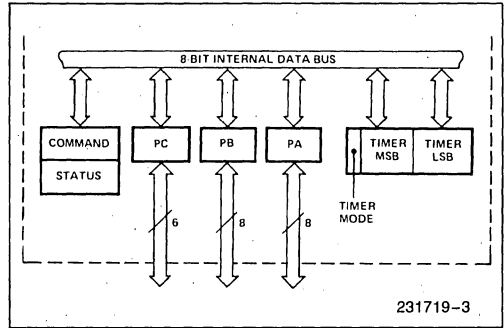 8-BIT INTERNAL DATA BUS
COMMAND
STATUS
PC
PB
PA
TIMER
MSB
TIMER
LSB
TIMER
MODE
6
8
8
231719-3